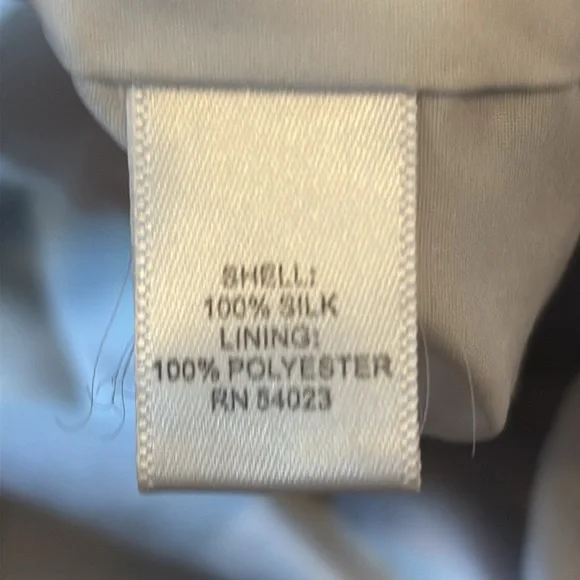 SHELL:
100% SILK
LINING:
100% POLYESTER
RN 54023